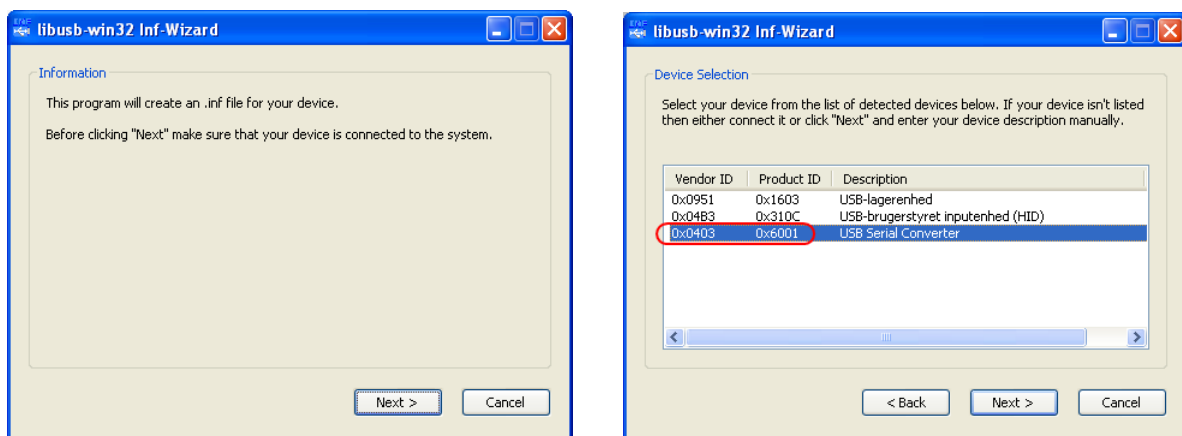 libusb-win32 Inf-Wizard
Information
This program will create an .inf file for your device.
Before clicking "Next" make sure that your device is connected to the system.
Next >
Cancel
libusb-win32 Inf-Wizard
Device Selection
Select your device from the list of detected devices below. If your device isn't listed
then either connect it or click "Next" and enter your device description manually.
Vendor ID Product ID Description
0x0951 0x1603 USB-lagerenhed
0x04B3 0x310C USB-brugerstyret inputenhed (HID)
0x0403 0x6001 USB Serial Converter
< Back
Next >
Cancel